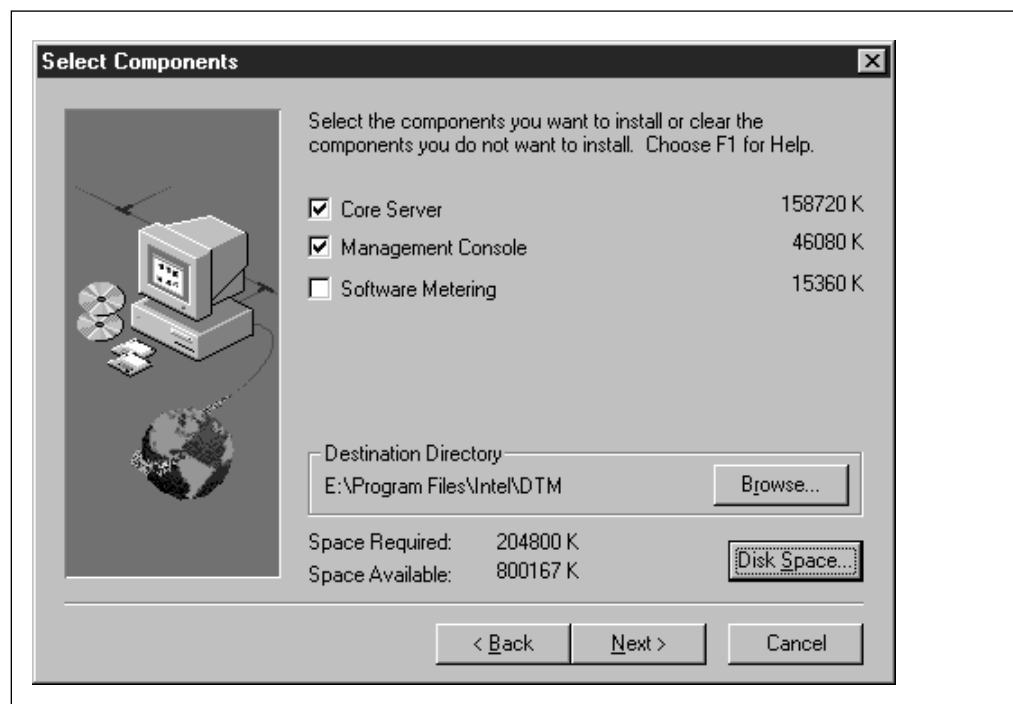 Select Components
Select the components you want to install or clear the
components you do not want to install. Choose F1 for Help.
Core Server 158720 K
Management Console 46080 K
Software Metering 15360 K
Destination Directory
E:\Program Files\Intel\DTM Browse...
Space Required: 204800 K
Space Available: 800167 K
Disk Space...
< Back Next > Cancel